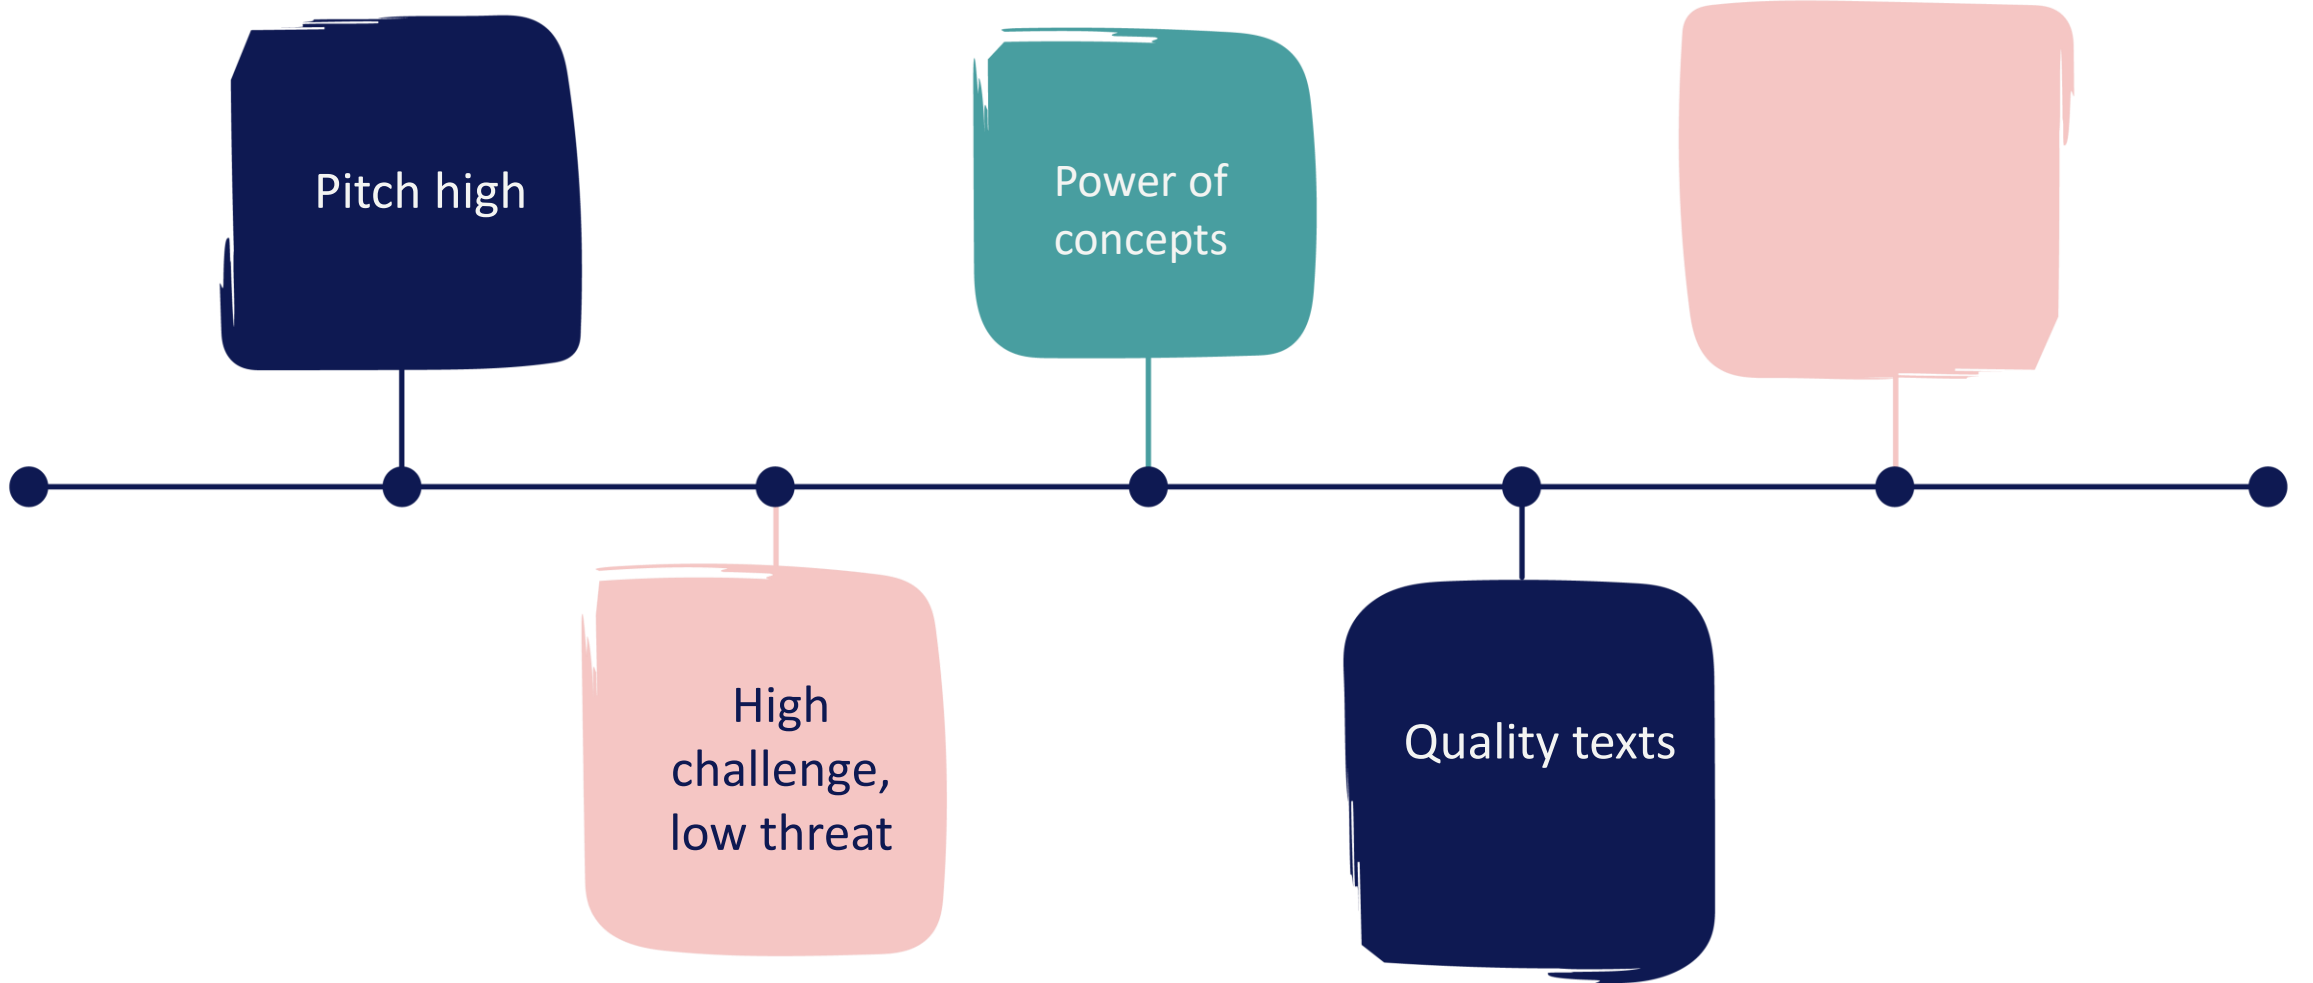 Pitch high
High
challenge,
low threat
Power of
concepts
Quality texts